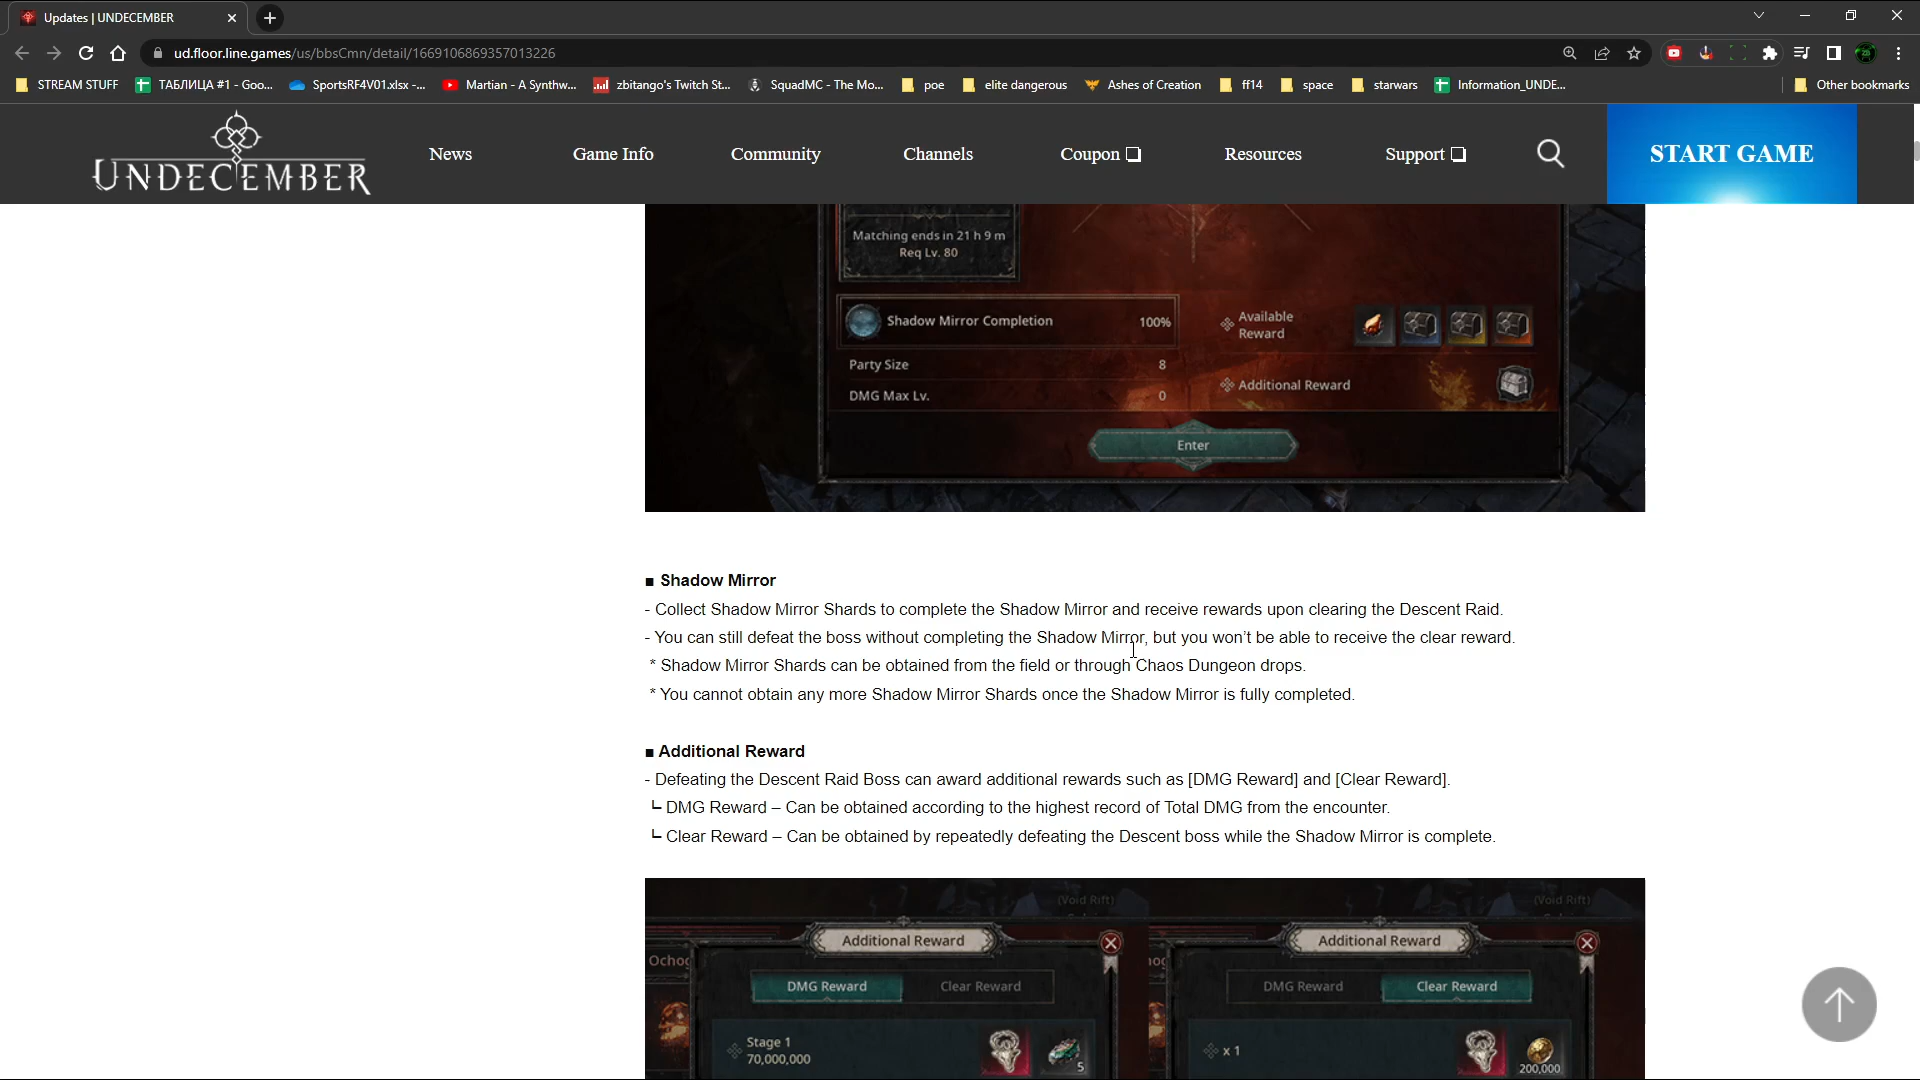 Updates | UNDECEMBER
ud.floor.line.games/us/bbsCmn/detail/1669106869357013226
STREAM STUFF ТАБЛИЦА #1 - Goo... SportsRF4V01.xlsx -... Martian - A Synthw... zbitango's Twitch St... SquadMC - The Mo... poe elite dangerous Ashes of Creation ff14 space starwars Information_UNDE... Other bookmarks
UNDECEMBER News Game Info Community Channels Coupon ❏ Resources Support ❏ START GAME
Matching ends in 21 h 9 m
Req Lv. 80
Shadow Mirror Completion 100%
Available
Reward
Party Size 8
Additional Reward
DMG Max Lv. 0
Enter
■ Shadow Mirror
- Collect Shadow Mirror Shards to complete the Shadow Mirror and receive rewards upon clearing the Descent Raid.
- You can still defeat the boss without completing the Shadow Mirror, but you won't be able to receive the clear reward.
* Shadow Mirror Shards can be obtained from the field or through Chaos Dungeon drops.
* You cannot obtain any more Shadow Mirror Shards once the Shadow Mirror is fully completed.
■ Additional Reward
- Defeating the Descent Raid Boss can award additional rewards such as [DMG Reward] and [Clear Reward].
┗ DMG Reward – Can be obtained according to the highest record of Total DMG from the encounter.
┗ Clear Reward – Can be obtained by repeatedly defeating the Descent boss while the Shadow Mirror is complete.
(Void Rift) (Void Rift)
Additional Reward Additional Reward
Ochog
DMG Reward Clear Reward DMG Reward Clear Reward
Stage 1
70,000,000 5
x 1 200,000